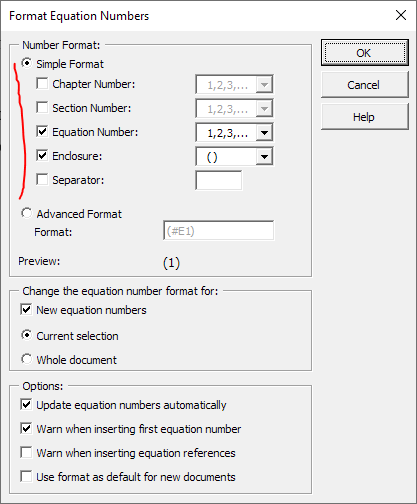 Format Equation Numbers
Number Format:
OK
Simple Format
Cancel
Chapter Number: 1,2,3,...
Section Number: 1,2,3,...
Help
Equation Number: 1,2,3,...
Enclosure: ( )
Separator:
Advanced Format
Format: (#E1)
Preview: (1)
Change the equation number format for:
New equation numbers
Current selection
Whole document
Options:
Update equation numbers automatically
Warn when inserting first equation number
Warn when inserting equation references
Use format as default for new documents